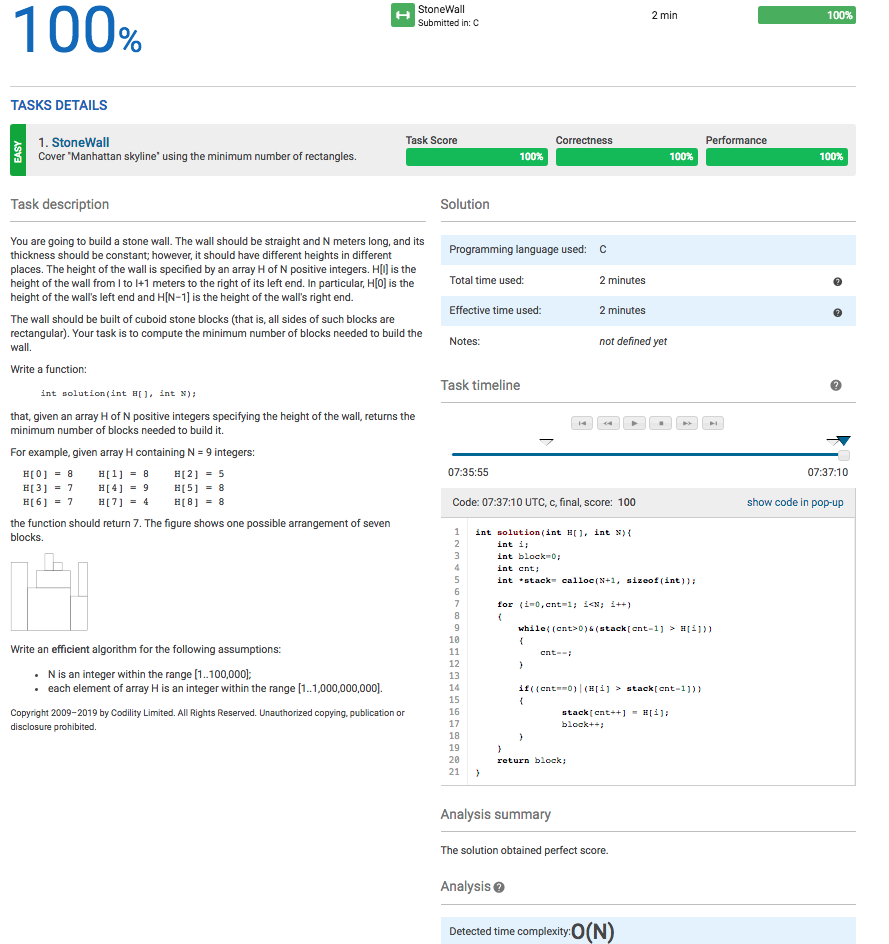 100%
StoneWall
Submitted in: C
2 min
100%
TASKS DETAILS
EASY
1. StoneWall
Cover "Manhattan skyline" using the minimum number of rectangles.
Task Score
100%
Correctness
100%
Performance
100%
Task description
You are going to build a stone wall. The wall should be straight and N meters long, and its
thickness should be constant; however, it should have different heights in different
places. The height of the wall is specified by an array H of N positive integers. H[I] is the
height of the wall from I to I+1 meters to the right of its left end. In particular, H[0] is the
height of the wall's left end and H[N−1] is the height of the wall's right end.
The wall should be built of cuboid stone blocks (that is, all sides of such blocks are
rectangular). Your task is to compute the minimum number of blocks needed to build the
wall.
Write a function:
int solution(int H[], int N);
that, given an array H of N positive integers specifying the height of the wall, returns the
minimum number of blocks needed to build it.
For example, given array H containing N = 9 integers:
H[0] = 8 H[1] = 8 H[2] = 5
H[3] = 7 H[4] = 9 H[5] = 8
H[6] = 7 H[7] = 4 H[8] = 8
the function should return 7. The figure shows one possible arrangement of seven
blocks.
Write an efficient algorithm for the following assumptions:
• N is an integer within the range [1..100,000];
• each element of array H is an integer within the range [1..1,000,000,000].
Copyright 2009–2019 by Codility Limited. All Rights Reserved. Unauthorized copying, publication or
disclosure prohibited.
Solution
Programming language used: C
Total time used: 2 minutes ?
Effective time used: 2 minutes ?
Notes: not defined yet
Task timeline ?
07:35:55 07:37:10
Code: 07:37:10 UTC, c, final, score: 100 show code in pop-up
1 int solution(int H[], int N){
2 int i;
3 int block=0;
4 int cnt;
5 int *stack= calloc(N+1, sizeof(int));
6
7 for (i=0,cnt=1; i<N; i++)
8 {
9 while((cnt>0)&(stack[cnt-1] > H[i]))
10 {
11 cnt--;
12 }
13
14 if((cnt==0)|(H[i] > stack[cnt-1]))
15 {
16 stack[cnt++] = H[i];
17 block++;
18 }
19 }
20 return block;
21 }
Analysis summary
The solution obtained perfect score.
Analysis ?
Detected time complexity: O(N)